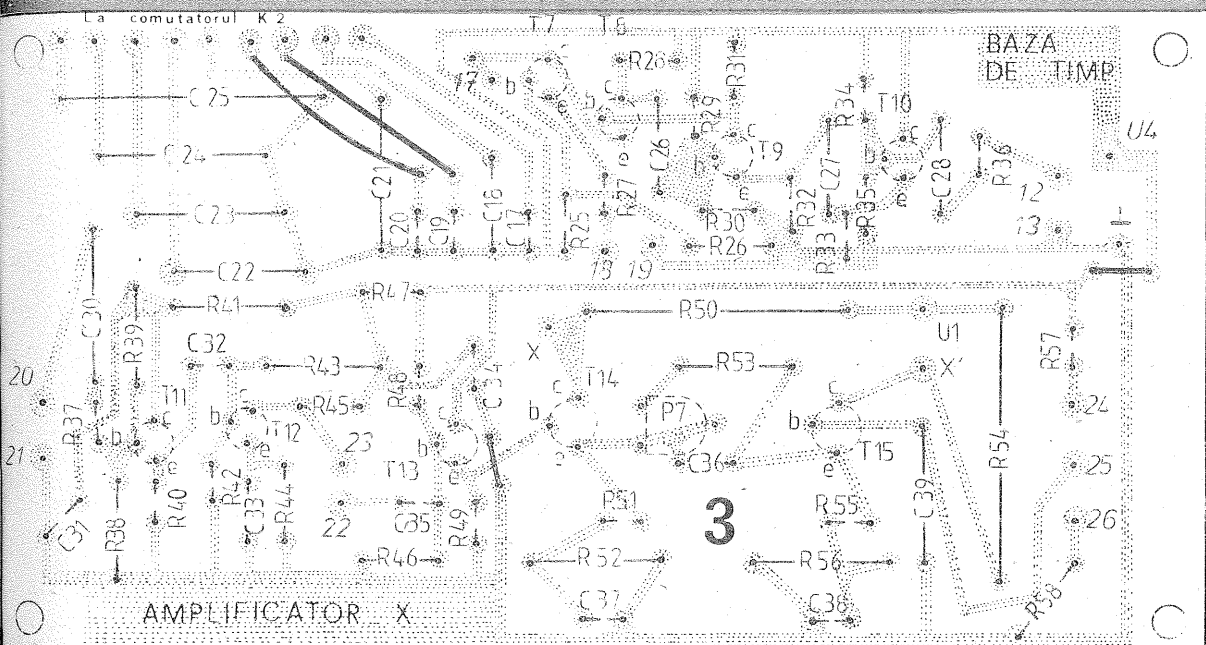 La comutatorul K2
T7 T8
BAZA
DE TIMP
17 b c e
R28
R31
C25
b c e
R29
R34
T10
U4
C24
C21
C26
c b e T9
C27
c b e
C28
R36
12
C23
C20
C19
C18
C17
R25
R27
R30
R32
R35
13
C22
18 19
R26
R33
R41
R47
R50
U1
C30
R39
X
R57
C32
R43
R48
C34
R53
X'
20
R37
T11
c b e
b c e T12
R45
b c e
T14
P7
c b e
T15
24
21
23
T13
c b e
C36
R54
25
C31
R38
R40
R42
C33
R44
22
C35
R49
R51
3
R55
C39
26
R46
R52
R56
R58
AMPLIFICATOR X
C37
C38